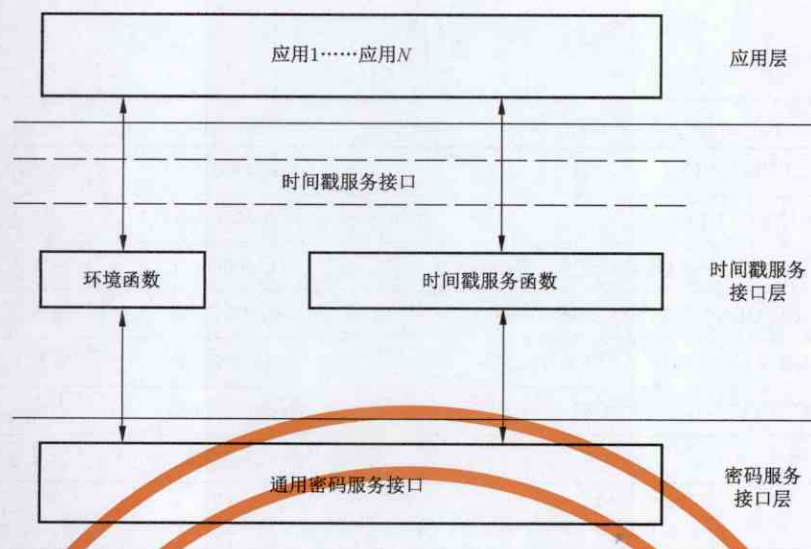 应用1……应用N
应用层
时间戳服务接口
环境函数
时间戳服务函数
时间戳服务
接口层
通用密码服务接口
密码服务
接口层